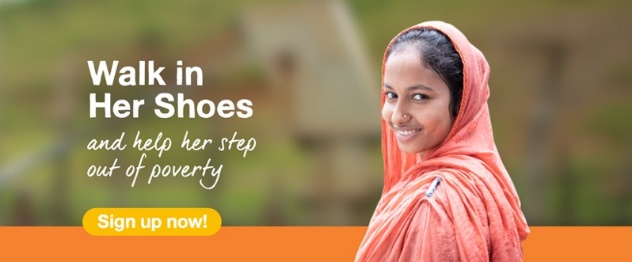 Walk in
Her Shoes
and help her step
out of poverty
Sign up now!